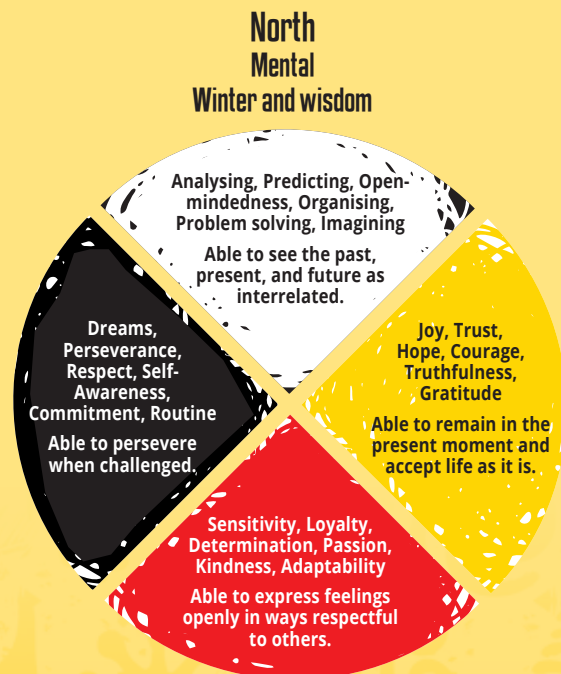 North
Mental
Winter and wisdom
Analysing, Predicting, Open-
mindedness, Organising,
Problem solving, Imagining
Able to see the past,
present, and future as
interrelated.
Dreams,
Perseverance,
Respect, Self-
Awareness,
Commitment, Routine
Able to persevere
when challenged.
Joy, Trust,
Hope, Courage,
Truthfulness,
Gratitude
Able to remain in the
present moment and
accept life as it is.
Sensitivity, Loyalty,
Determination, Passion,
Kindness, Adaptability
Able to express feelings
openly in ways respectful
to others.